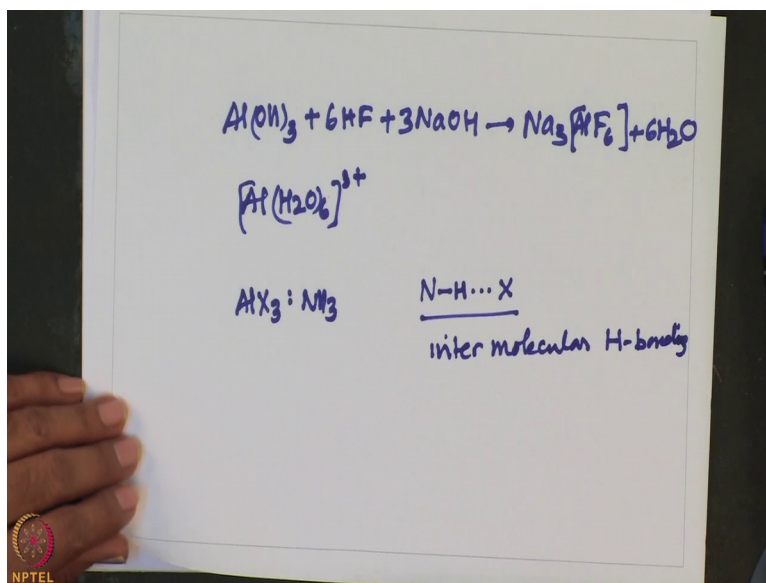 Al(OH)₃ + 6HF + 3NaOH → Na₃[AlF₆] + 6H₂O
[Al(H2O)₆]³⁺
AlX₃ : NH₃ N-H...X
inter molecular H-bonding
NPTEL